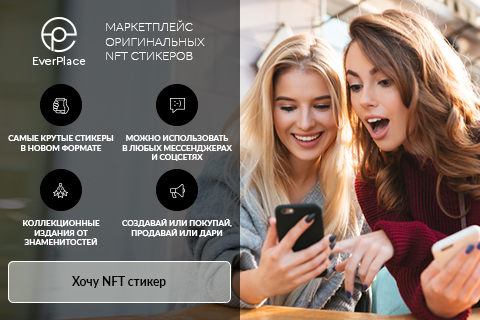 EverPlace
МАРКЕТПЛЕЙС
ОРИГИНАЛЬНЫХ
NFT СТИКЕРОВ
САМЫЕ КРУТЫЕ СТИКЕРЫ
В НОВОМ ФОРМАТЕ
МОЖНО ИСПОЛЬЗОВАТЬ
В ЛЮБЫХ МЕССЕНДЖЕРАХ
И СОЦСЕТЯХ
КОЛЛЕКЦИОННЫЕ
ИЗДАНИЯ ОТ
ЗНАМЕНИТОСТЕЙ
СОЗДАВАЙ ИЛИ ПОКУПАЙ,
ПРОДАВАЙ ИЛИ ДАРИ
Хочу NFT стикер